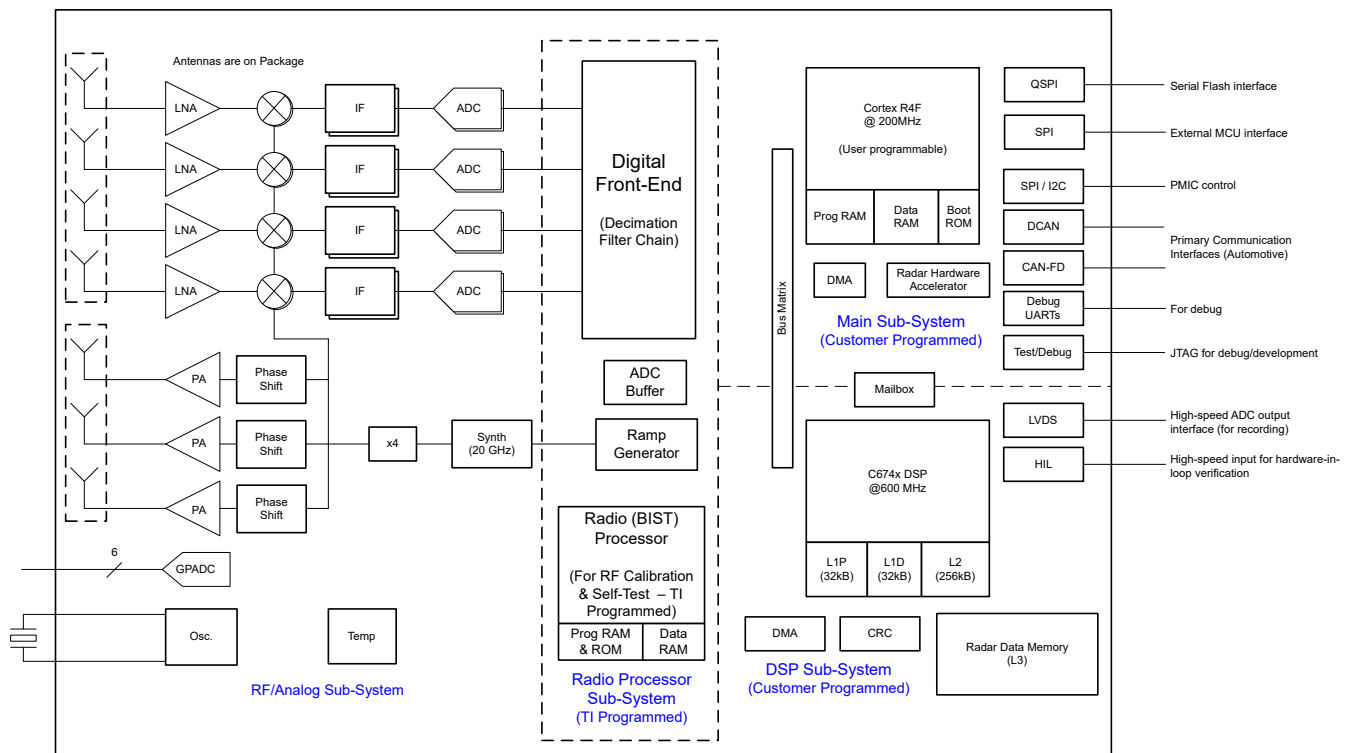 Antennas are on Package
LNA
IF
ADC
LNA
IF
ADC
LNA
IF
ADC
LNA
IF
ADC
PA
Phase
Shift
PA
Phase
Shift
PA
Phase
Shift
x4
Synth
(20 GHz)
6
GPADC
Osc.
Temp
RF/Analog Sub-System
Digital
Front-End
(Decimation
Filter Chain)
ADC
Buffer
Ramp
Generator
Radio (BIST)
Processor
(For RF Calibration
& Self-Test – TI
Programmed)
Prog RAM
& ROM
Data
RAM
Radio Processor
Sub-System
(TI Programmed)
Bus Matrix
Cortex R4F
@ 200MHz
(User programmable)
Prog RAM
Data
RAM
Boot
ROM
DMA
Radar Hardware
Accelerator
Main Sub-System
(Customer Programmed)
Mailbox
C674x DSP
@600 MHz
L1P
(32kB)
L1D
(32kB)
L2
(256kB)
DMA
CRC
DSP Sub-System
(Customer Programmed)
Radar Data Memory
(L3)
QSPI
Serial Flash interface
SPI
External MCU interface
SPI / I2C
PMIC control
DCAN
CAN-FD
Primary Communication
Interfaces (Automotive)
Debug
UARTs
For debug
Test/Debug
JTAG for debug/development
LVDS
High-speed ADC output
interface (for recording)
HIL
High-speed input for hardware-in-
loop verification